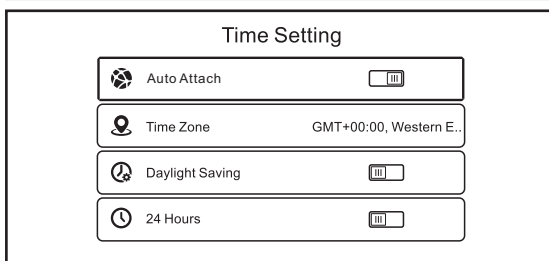 Time Setting
Auto Attach
Time Zone GMT+00:00, Western E..
Daylight Saving
24 Hours